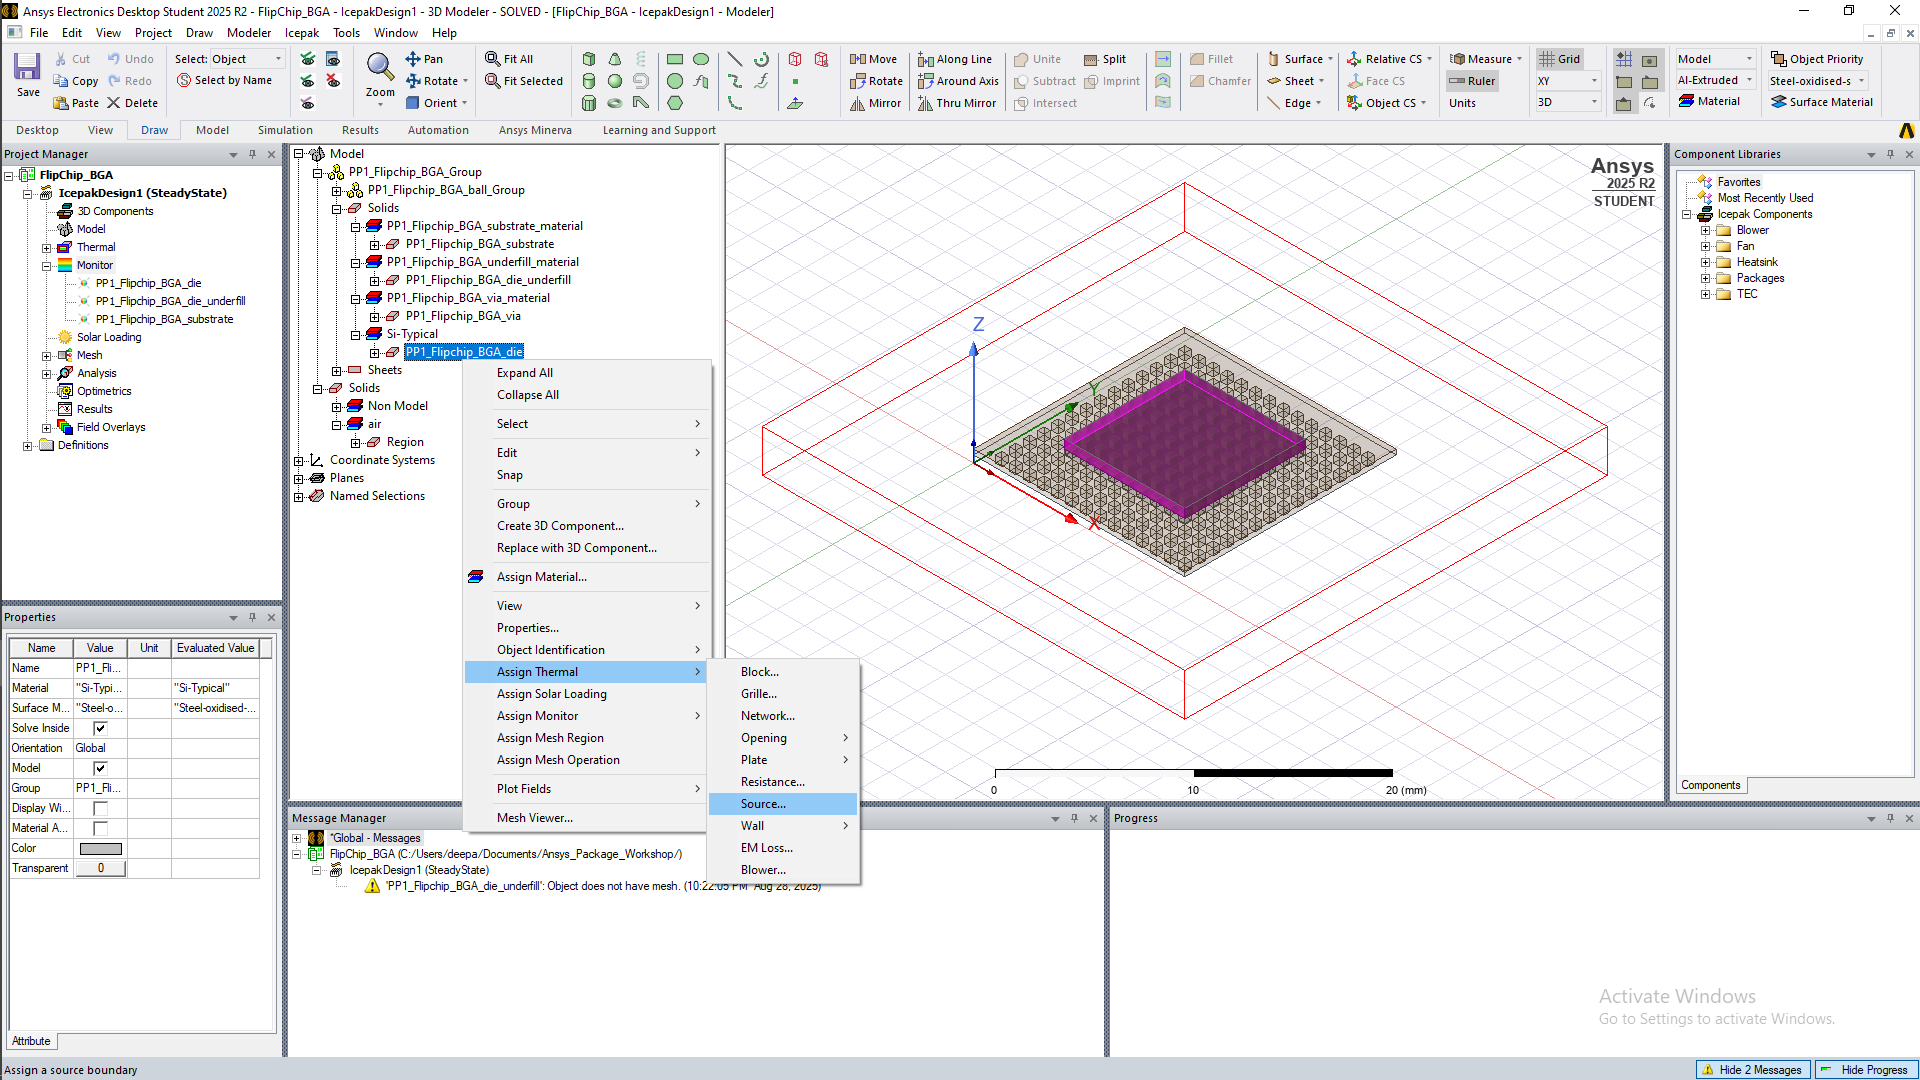 Ansys Electronics Desktop Student 2025 R2 - FlipChip_BGA - IcepakDesign1 - 3D Modeler - SOLVED - [FlipChip_BGA - IcepakDesign1 - Modeler]
File Edit View Project Draw Modeler Icepak Tools Window Help
Save
Cut
Copy
Paste
Undo
Redo
Delete
Select: Object
Select by Name
Zoom
Pan
Rotate
Orient
Fit All
Fit Selected
Move
Rotate
Mirror
Along Line
Around Axis
Thru Mirror
Unite
Subtract
Intersect
Split
Imprint
Fillet
Chamfer
Surface
Sheet
Edge
Relative CS
Face CS
Object CS
Measure
Ruler
Units
Grid
XY
3D
Model
Al-Extruded
Material
Object Priority
Steel-oxidised-s
Surface Material
Desktop View Draw Model Simulation Results Automation Ansys Minerva Learning and Support
Project Manager
FlipChip_BGA
IcepakDesign1 (SteadyState)
3D Components
Model
Thermal
Monitor
PP1_Flipchip_BGA_die
PP1_Flipchip_BGA_die_underfill
PP1_Flipchip_BGA_substrate
Solar Loading
Mesh
Analysis
Optimetrics
Results
Field Overlays
Definitions
Properties
Name Value Unit Evaluated Value
Name PP1_Fli...
Material "Si-Typi... "Si-Typical"
Surface M... "Steel-o... "Steel-oxidised-...
Solve Inside
Orientation Global
Model
Group PP1_Fli...
Display Wi...
Material A...
Color
Transparent 0
Attribute
Model
PP1_Flipchip_BGA_Group
PP1_Flipchip_BGA_ball_Group
Solids
PP1_Flipchip_BGA_substrate_material
PP1_Flipchip_BGA_substrate
PP1_Flipchip_BGA_underfill_material
PP1_Flipchip_BGA_die_underfill
PP1_Flipchip_BGA_via_material
PP1_Flipchip_BGA_via
Si-Typical
PP1_Flipchip_BGA_die
Sheets
Solids
Non Model
air
Region
Coordinate Systems
Planes
Named Selections
Expand All
Collapse All
Select
Edit
Snap
Group
Create 3D Component...
Replace with 3D Component...
Assign Material...
View
Properties...
Object Identification
Assign Thermal
Assign Solar Loading
Assign Monitor
Assign Mesh Region
Assign Mesh Operation
Plot Fields
Mesh Viewer...
Block...
Grille...
Network...
Opening
Plate
Resistance...
Source...
Wall
EM Loss...
Blower...
Ansys
2025 R2
STUDENT
Z
Y
X
0 10 20 (mm)
Component Libraries
Favorites
Most Recently Used
Icepak Components
Blower
Fan
Heatsink
Packages
TEC
Components
Message Manager
*Global - Messages
FlipChip_BGA (C:/Users/deepa/Documents/Ansys_Package_Workshop/)
IcepakDesign1 (SteadyState)
'PP1_Flipchip_BGA_die_underfill': Object does not have mesh. (10:22:05 PM Aug 28, 2025)
Progress
Activate Windows
Go to Settings to activate Windows.
Assign a source boundary
Hide 2 Messages
Hide Progress